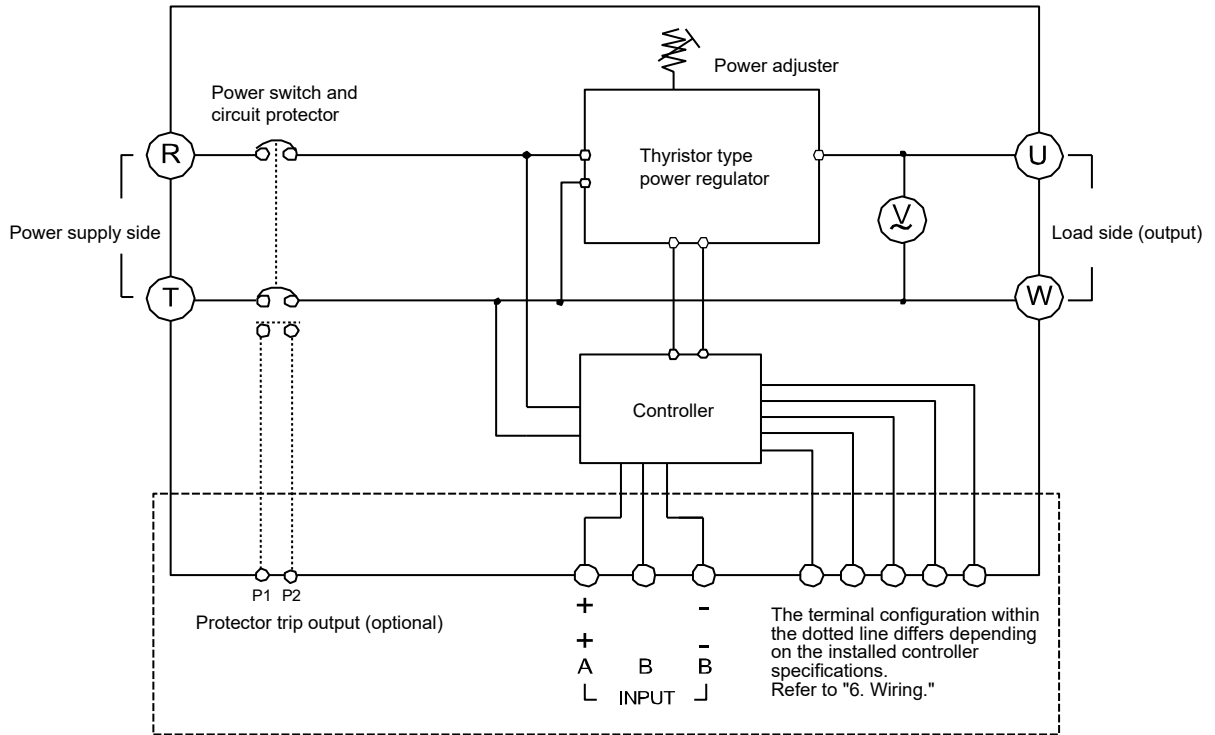 Power adjuster
Power switch and
circuit protector
R
Thyristor type
power regulator
U
V
~
Power supply side
Load side (output)
T
W
Controller
P1 P2
Protector trip output (optional)
+ -
+ -
A B B
INPUT
The terminal configuration within
the dotted line differs depending
on the installed controller
specifications.
Refer to "6. Wiring."